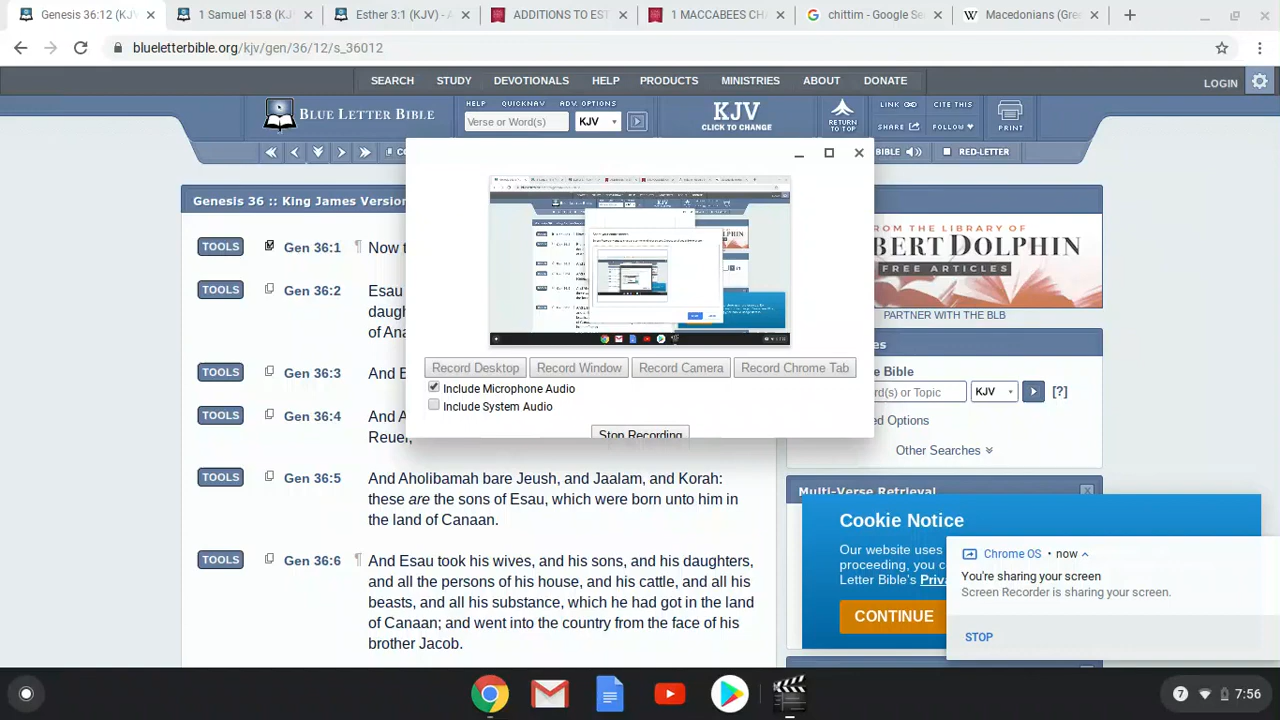 Genesis 36:12 (KJV
1 Samuel 15:8 (KJV
Esther 3:1 (KJV) - A
ADDITIONS TO EST
1 MACCABEES CHA
chittim - Google Se
Macedonians (Gre
blueletterbible.org/kjv/gen/36/12/s_36012
SEARCH STUDY DEVOTIONALS HELP PRODUCTS MINISTRIES ABOUT DONATE
LOGIN
BLUE LETTER BIBLE
HELP QUICKNAV ADV. OPTIONS
Verse or Word(s) KJV
KJV
CLICK TO CHANGE
RETURN
TO TOP
LINK CITE THIS
SHARE FOLLOW
PRINT
BIBLE RED-LETTER
Genesis 36 :: King James Version
TOOLS Gen 36:1 ¶ Now t
TOOLS Gen 36:2 Esau
daugh
of Ana
TOOLS Gen 36:3 And E
TOOLS Gen 36:4 And A
Reuel;
TOOLS Gen 36:5 And Aholibamah bare Jeush, and Jaalam, and Korah:
these are the sons of Esau, which were born unto him in
the land of Canaan.
TOOLS Gen 36:6 ¶ And Esau took his wives, and his sons, and his daughters,
and all the persons of his house, and his cattle, and all his
beasts, and all his substance, which he had got in the land
of Canaan; and went into the country from the face of his
brother Jacob.
Record Desktop Record Window Record Camera Record Chrome Tab
Include Microphone Audio
Include System Audio
Stop Recording
FROM THE LIBRARY OF
BERT DOLPHIN
FREE ARTICLES
PARTNER WITH THE BLB
es
e Bible
rd(s) or Topic KJV [?]
ed Options
Other Searches
Multi-Verse Retrieval
Cookie Notice
Our website uses
proceeding, you c
Letter Bible's Priva
CONTINUE
Chrome OS • now
You're sharing your screen
Screen Recorder is sharing your screen.
STOP
7 7:56